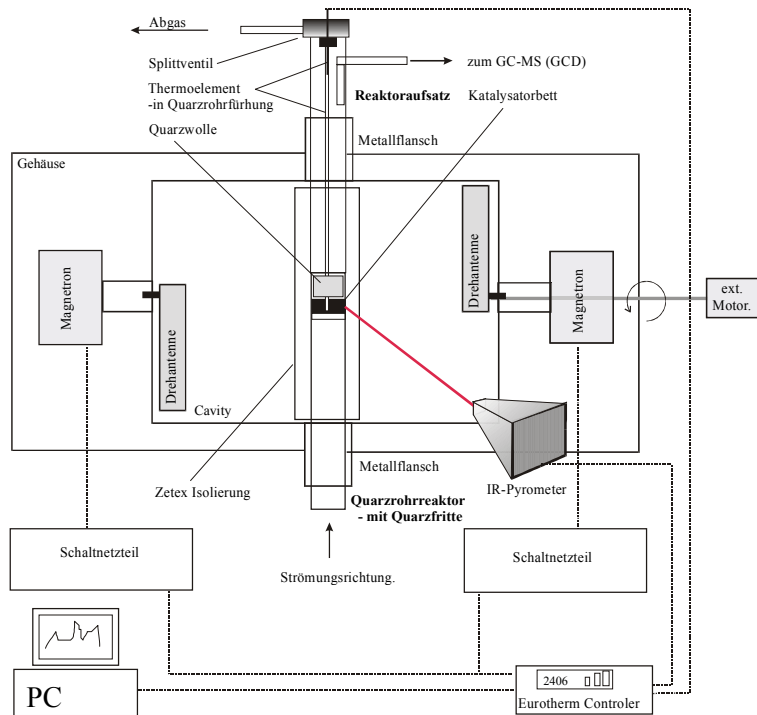 Abgas
Splittventil
zum GC-MS (GCD)
Thermoelement
-in Quarzrohrfürhung
Reaktoraufsatz
Katalysatorbett
Quarzwolle
Metallflansch
Gehäuse
Magnetron
Drehantenne
Drehantenne
Magnetron
ext.
Motor.
Cavity
Zetex Isolierung
Metallflansch
IR-Pyrometer
Quarzrohrreaktor
- mit Quarzfritte
Schaltnetzteil
Strömungsrichtung.
Schaltnetzteil
PC
2406
Eurotherm Controler